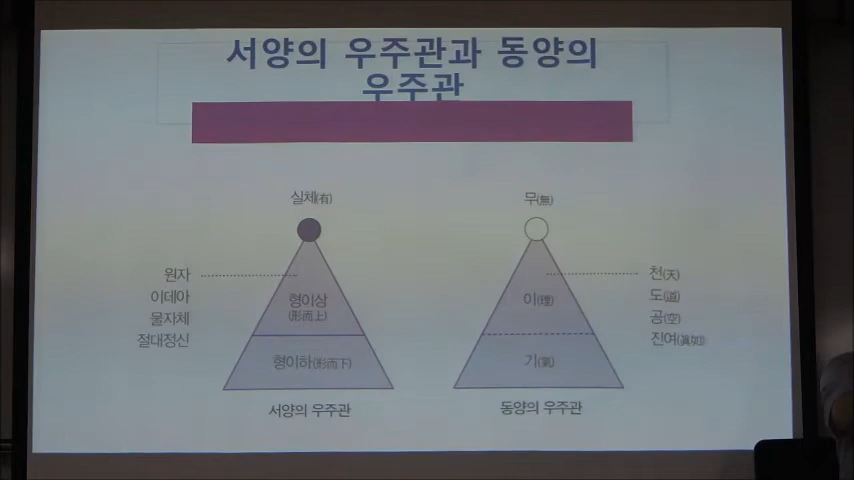 서양의 우주관과 동양의
우주관
실체(有)
무(無)
원자
이데아
물자체
절대정신
형이상
(形而上)
형이하(形而下)
서양의 우주관
이(理)
기(氣)
동양의 우주관
천(天)
도(道)
공(空)
진여(眞如)